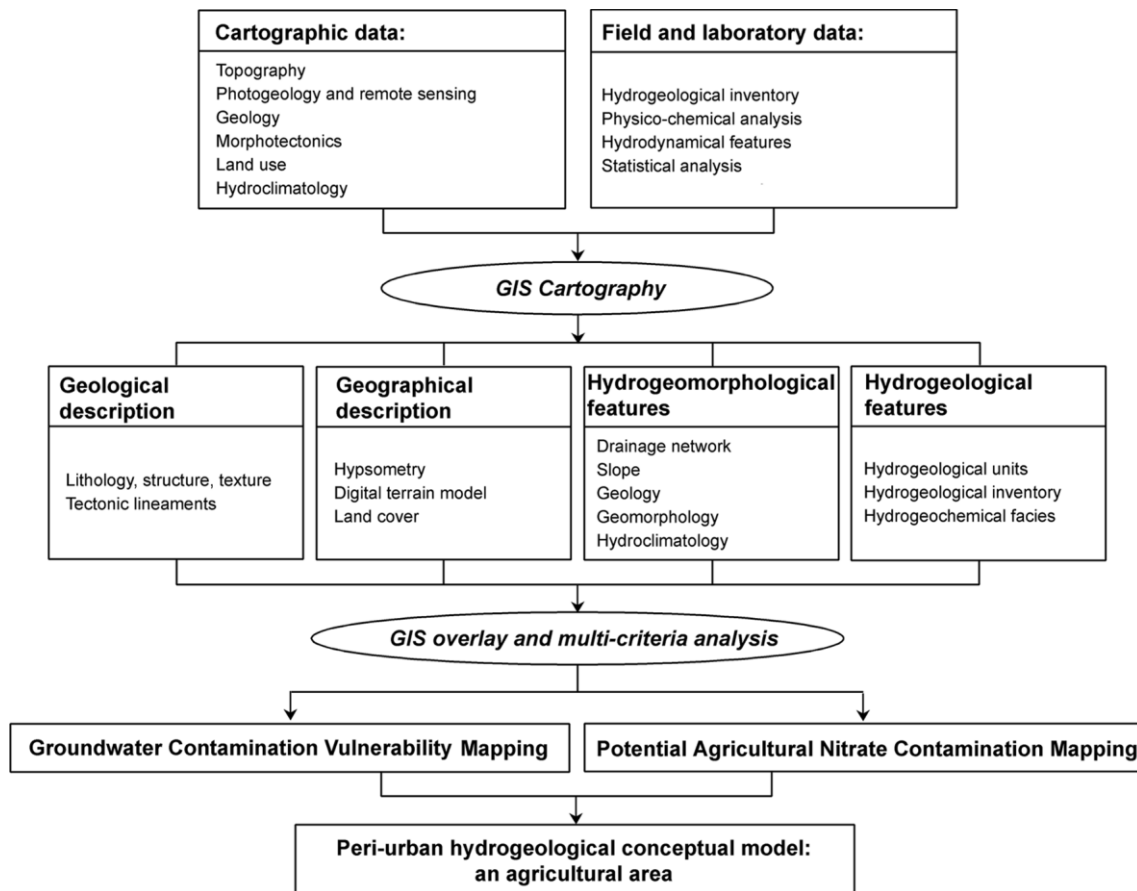 Cartographic data:
Topography
Photogeology and remote sensing
Geology
Morphotectonics
Land use
Hydroclimatology
Field and laboratory data:
Hydrogeological inventory
Physico-chemical analysis
Hydrodynamical features
Statistical analysis
GIS Cartography
Geological
description
Lithology, structure, texture
Tectonic lineaments
Geographical
description
Hypsometry
Digital terrain model
Land cover
Hydrogeomorphological
features
Drainage network
Slope
Geology
Geomorphology
Hydroclimatology
Hydrogeological
features
Hydrogeological units
Hydrogeological inventory
Hydrogeochemical facies
GIS overlay and multi-criteria analysis
Groundwater Contamination Vulnerability Mapping
Potential Agricultural Nitrate Contamination Mapping
Peri-urban hydrogeological conceptual model:
an agricultural area